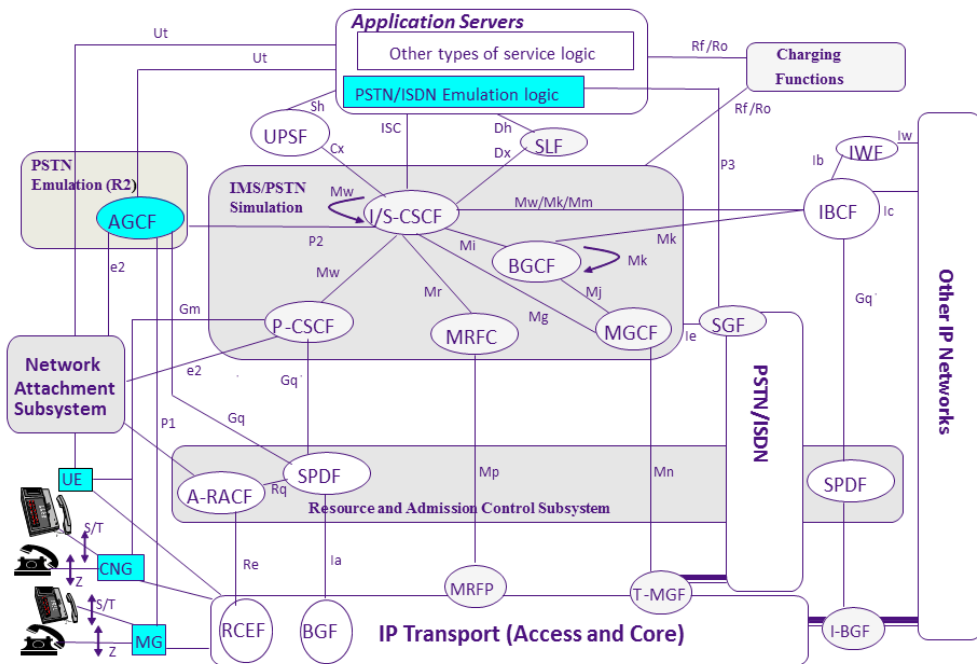 Application Servers
Other types of service logic
PSTN/ISDN Emulation logic
Ut
Ut
Rf/Ro
Charging
Functions
Rf/Ro
Sh
UPSF
Cx
ISC
Dh
SLF
Dx
P3
Iw
IWF
Ib
IBCF
Ic
PSTN
Emulation (R2)
AGCF
IMS/PSTN
Simulation
Mw
I/S-CSCF
Mw/Mk/Mm
P2
e2
Mi
BGCF
Mk
Mk
Mw
Mr
Mj
Mg
Gm
P-CSCF
MRFC
MGCF
Ie
SGF
Gq´
Network
Attachment
Subsystem
e2
Gq´
Gq
P1
PSTN/ISDN
Other IP Networks
UE
A-RACF
Rq
SPDF
Mp
Mn
SPDF
Resource and Admission Control Subsystem
S/T
Z
CNG
Re
Ia
MRFP
T-MGF
S/T
Z
MG
RCEF
BGF
IP Transport (Access and Core)
I-BGF